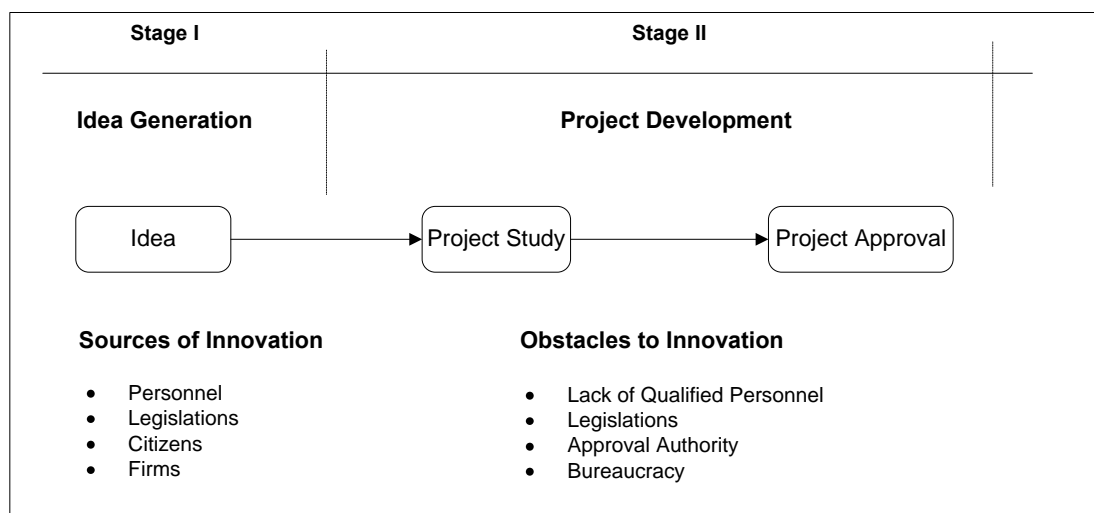 Stage I
Stage II
Idea Generation
Project Development
Idea
Project Study
Project Approval
Sources of Innovation
• Personnel
• Legislations
• Citizens
• Firms
Obstacles to Innovation
• Lack of Qualified Personnel
• Legislations
• Approval Authority
• Bureaucracy